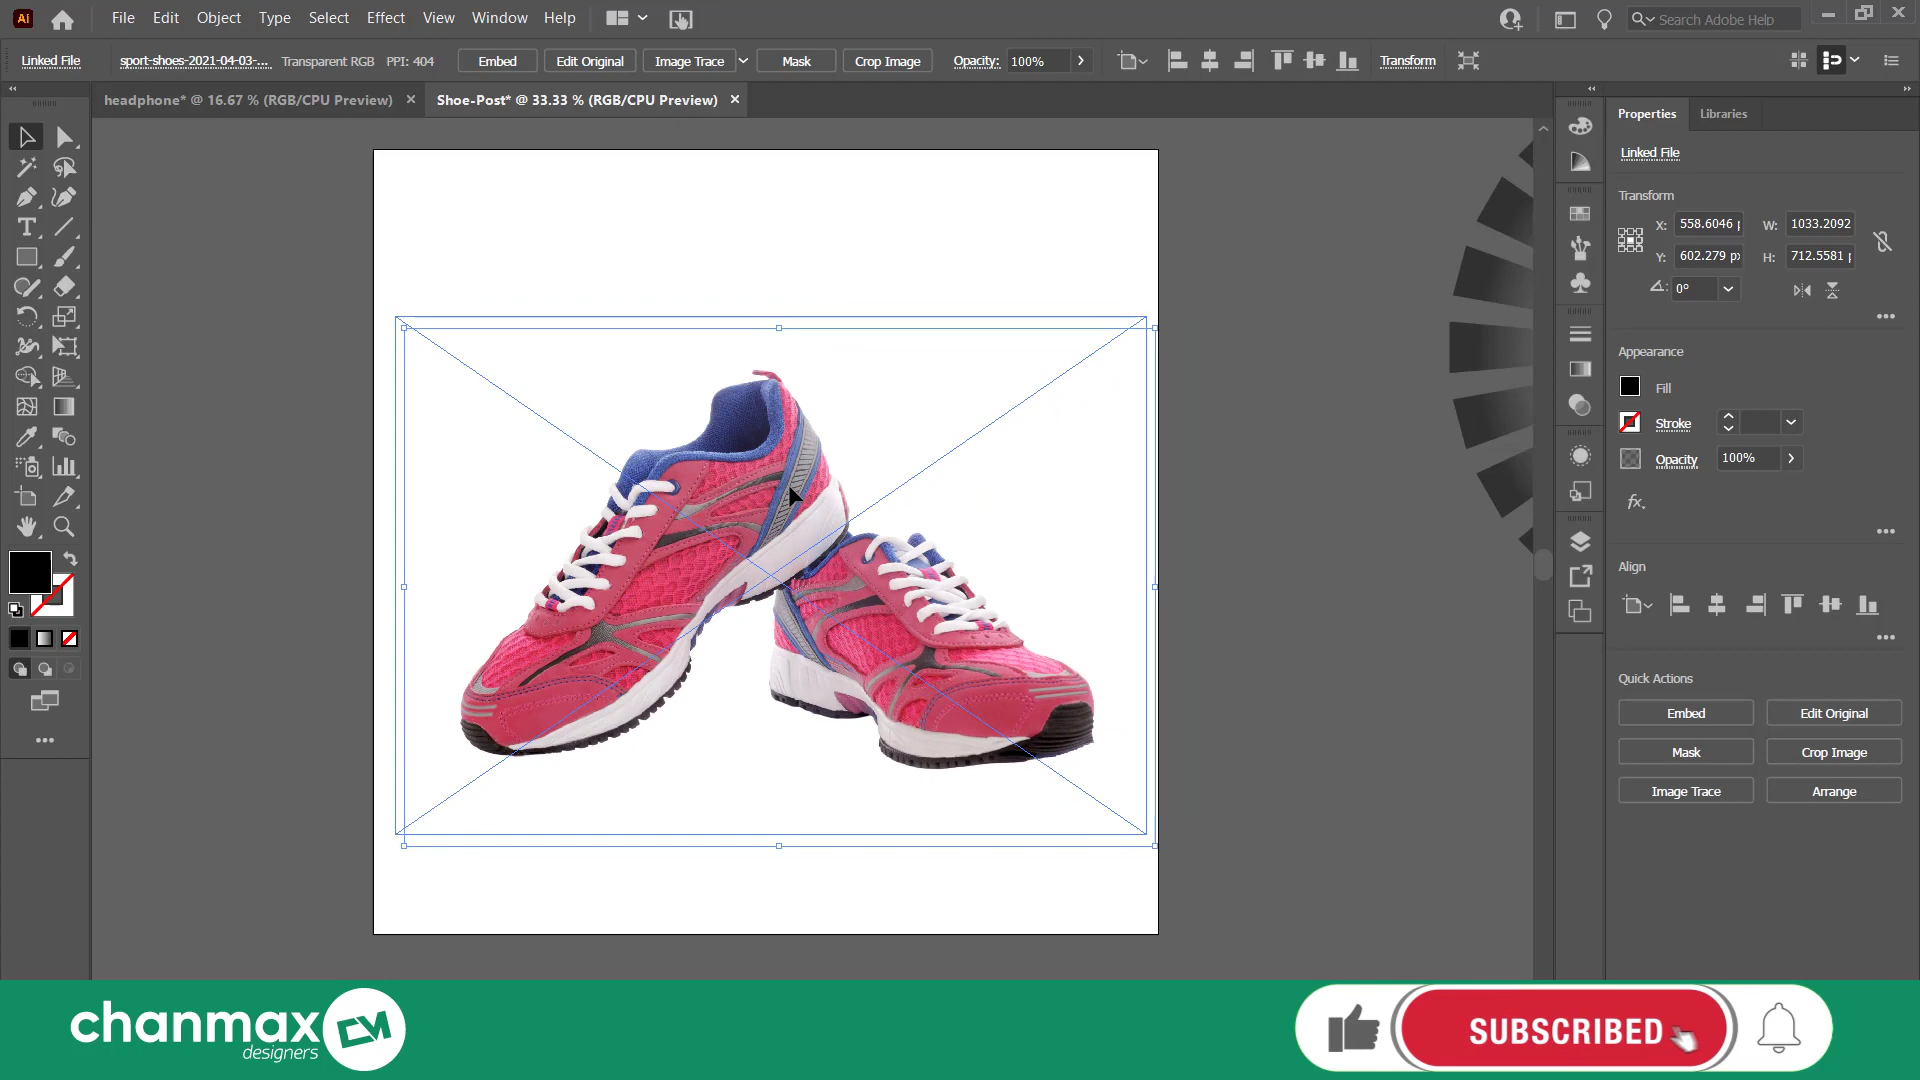 Ai File Edit Object Type Select Effect View Window Help Search Adobe Help
Linked File sport-shoes-2021-04-03-... Transparent RGB PPI: 404 Embed Edit Original Image Trace Mask Crop Image Opacity: 100% Transform
headphone* @ 16.67 % (RGB/CPU Preview) × Shoe-Post* @ 33.33 % (RGB/CPU Preview) ×
Properties Libraries
Linked File
Transform
X: 558.6046 p W: 1033.2092
Y: 602.279 px H: 712.5581 p
0°
Appearance
Fill
Stroke
Opacity 100%
fx.
Align
Quick Actions
Embed Edit Original
Mask Crop Image
Image Trace Arrange
chanmax CM
designers
SUBSCRIBED